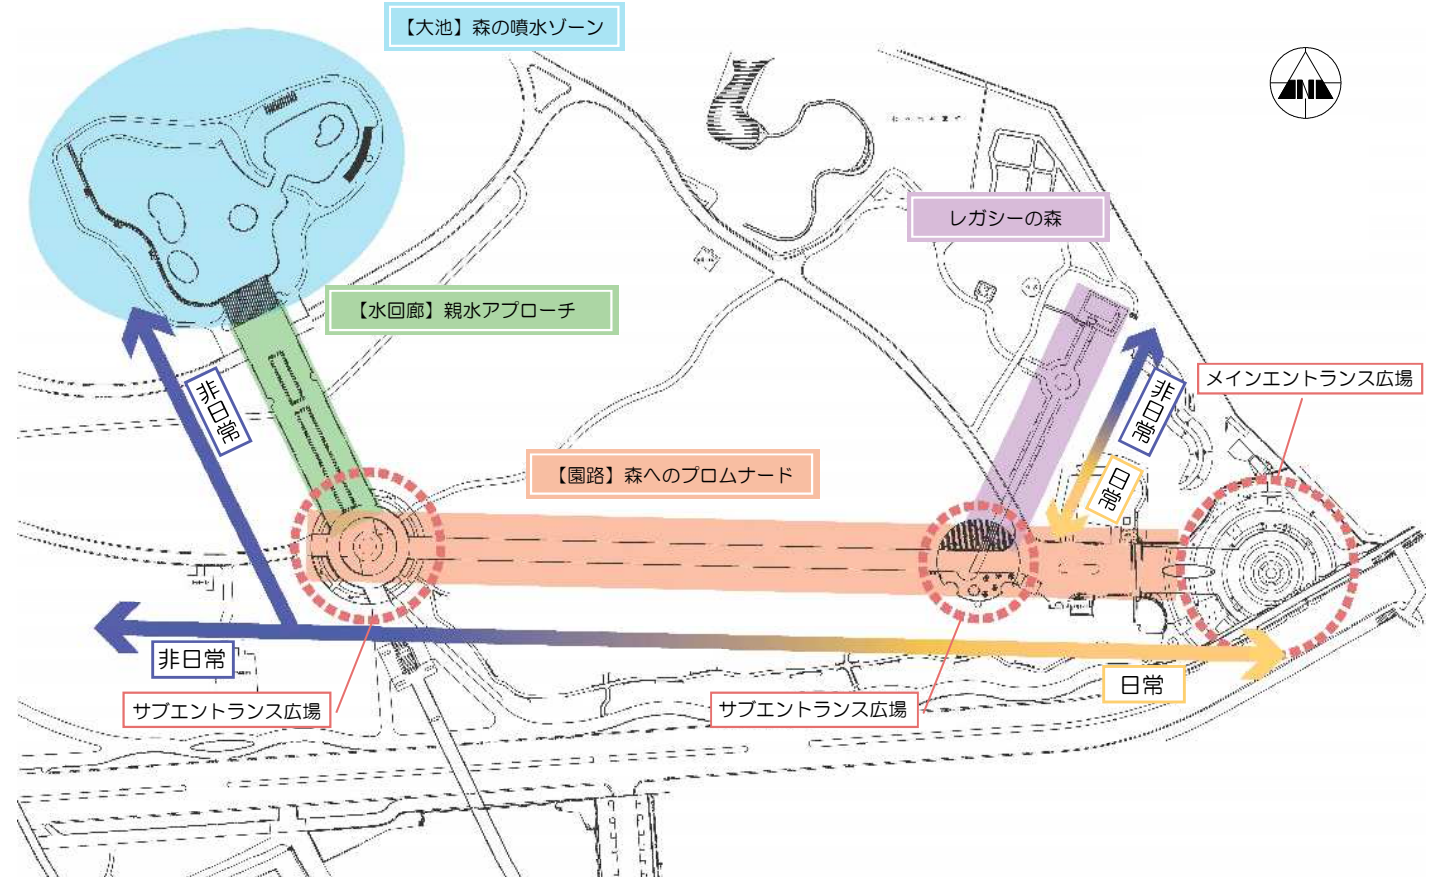 【大池】森の噴水ゾーン
N
レガシーの森
【水回廊】親水アプローチ
メインエントランス広場
非日常
非日常
【園路】森へのプロムナード
日常
非日常
日常
サブエントランス広場
サブエントランス広場